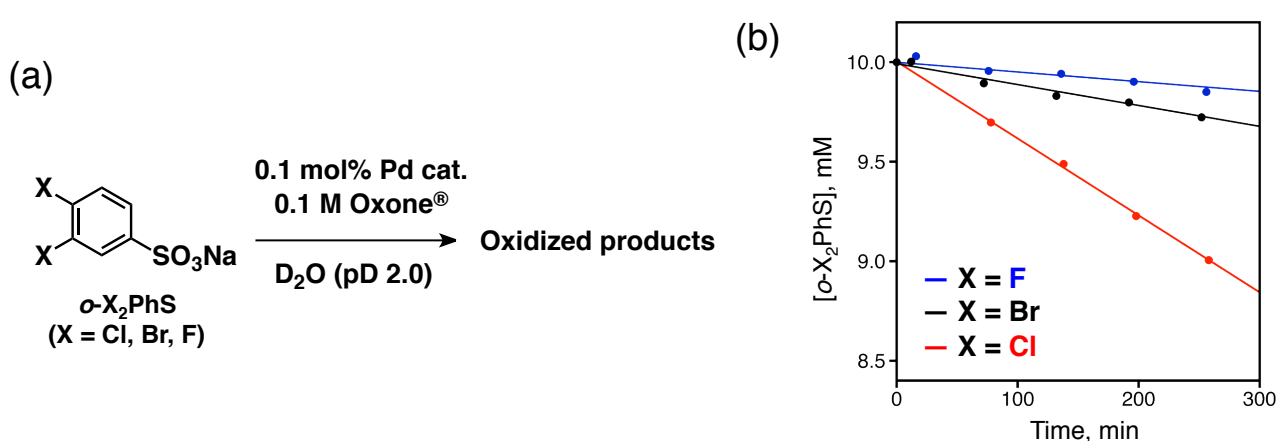 (a)
X
X
SO₃Na
o-X₂PhS
(X = Cl, Br, F)
0.1 mol% Pd cat.
0.1 M Oxone®
D₂O (pD 2.0)
Oxidized products
(b)
[o-X₂PhS], mM
10.0
9.5
9.0
8.5
X = F
X = Br
X = Cl
0 100 200 300
Time, min